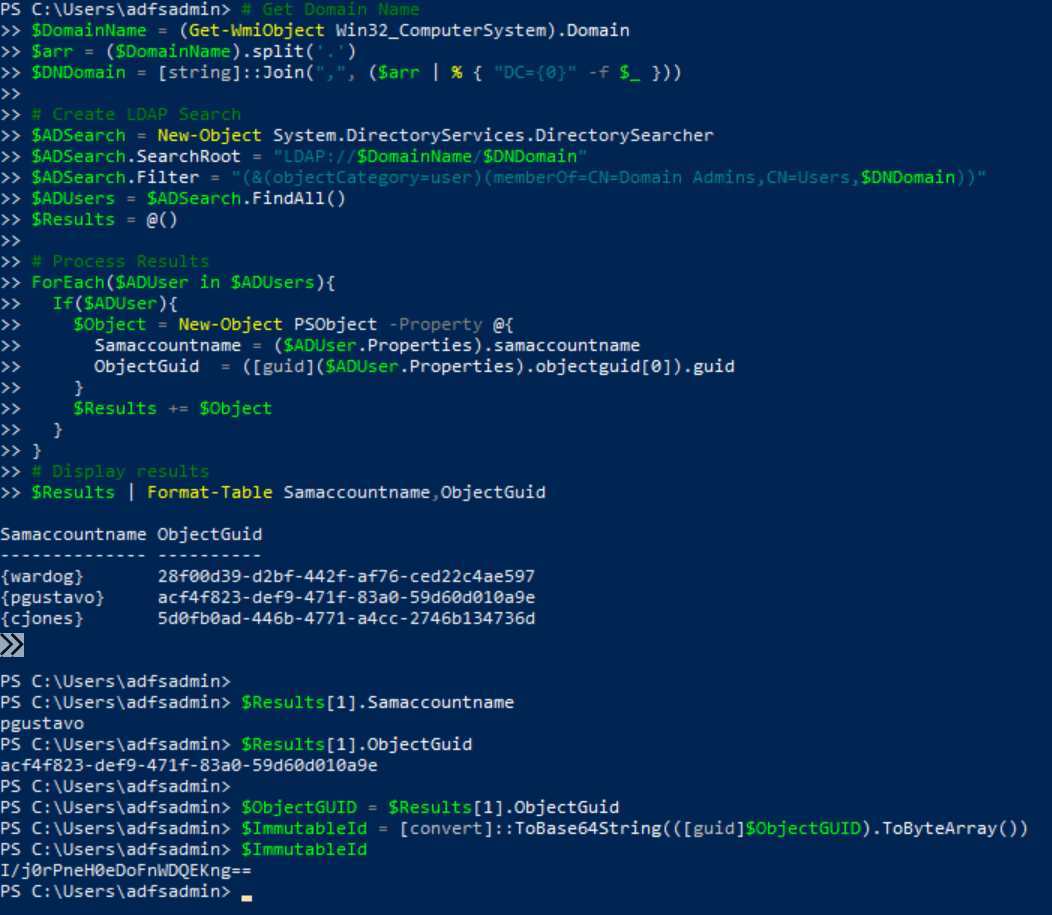 PS C:\Users\adfsadmin> # Get Domain Name
>> $DomainName = (Get-WmiObject Win32_ComputerSystem).Domain
>> $arr = ($DomainName).split('.')
>> $DNDomain = [string]::Join(",", ($arr | % { "DC={0}" -f $_ }))
>>
>> # Create LDAP Search
>> $ADSearch = New-Object System.DirectoryServices.DirectorySearcher
>> $ADSearch.SearchRoot = "LDAP://$DomainName/$DNDomain"
>> $ADSearch.Filter = "(&(objectCategory=user)(memberOf=CN=Domain Admins,CN=Users,$DNDomain))"
>> $ADUsers = $ADSearch.FindAll()
>> $Results = @()
>>
>> # Process Results
>> ForEach($ADUser in $ADUsers){
>>   If($ADUser){
>>     $Object = New-Object PSObject -Property @{
>>       Samaccountname = ($ADUser.Properties).samaccountname
>>       ObjectGuid  = ([guid]($ADUser.Properties).objectguid[0]).guid
>>     }
>>     $Results += $Object
>>   }
>> }
>> # Display results
>> $Results | Format-Table Samaccountname,ObjectGuid
Samaccountname ObjectGuid
-------------- ----------
{wardog}       28f00d39-d2bf-442f-af76-ced22c4ae597
{pgustavo}     acf4f823-def9-471f-83a0-59d60d010a9e
{cjones}       5d0fb0ad-446b-4771-a4cc-2746b134736d
>>
PS C:\Users\adfsadmin>
PS C:\Users\adfsadmin> $Results[1].Samaccountname
pgustavo
PS C:\Users\adfsadmin> $Results[1].ObjectGuid
acf4f823-def9-471f-83a0-59d60d010a9e
PS C:\Users\adfsadmin>
PS C:\Users\adfsadmin> $ObjectGUID = $Results[1].ObjectGuid
PS C:\Users\adfsadmin> $ImmutableId = [convert]::ToBase64String(([guid]$ObjectGUID).ToByteArray())
PS C:\Users\adfsadmin> $ImmutableId
I/j0rPneH0eDoFnWDQEKng==
PS C:\Users\adfsadmin> _